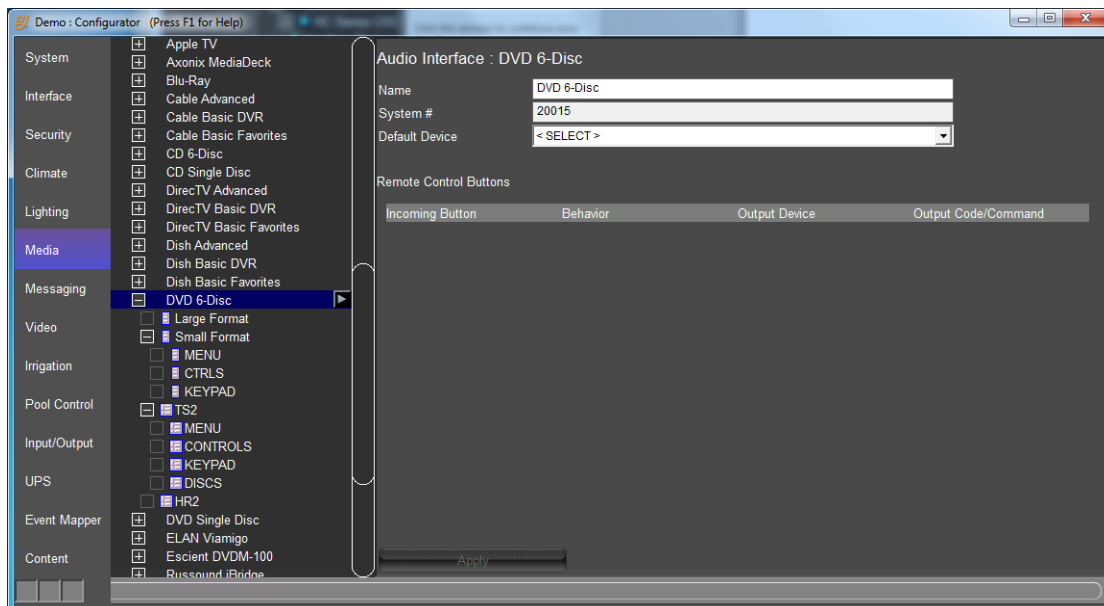 Demo : Configurator (Press F1 for Help)
System
Interface
Security
Climate
Lighting
Media
Messaging
Video
Irrigation
Pool Control
Input/Output
UPS
Event Mapper
Content
Apple TV
Axonix MediaDeck
Blu-Ray
Cable Advanced
Cable Basic DVR
Cable Basic Favorites
CD 6-Disc
CD Single Disc
DirecTV Advanced
DirecTV Basic DVR
DirecTV Basic Favorites
Dish Advanced
Dish Basic DVR
Dish Basic Favorites
DVD 6-Disc
Large Format
Small Format
MENU
CTRLS
KEYPAD
TS2
MENU
CONTROLS
KEYPAD
DISCS
HR2
DVD Single Disc
ELAN Viamigo
Escient DVDM-100
Russound iBridge
Audio Interface : DVD 6-Disc
Name DVD 6-Disc
System # 20015
Default Device < SELECT >
Remote Control Buttons
Incoming Button Behavior Output Device Output Code/Command
Apply